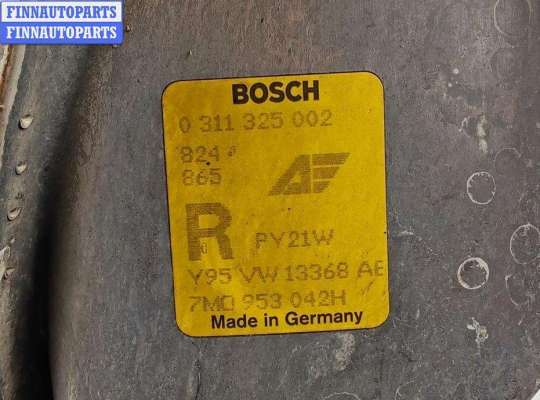 FINNAUTOPARTS
FINNAUTOPARTS
BOSCH
0 311 325 002
824
865
R
PY21W
Y95 VW 13368 AE
7M0 953 042H
Made in Germany